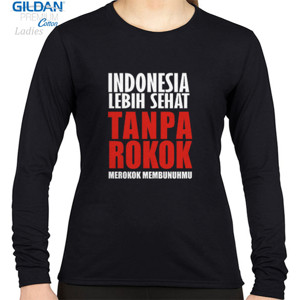 GILDAN
PREMIUM
Cotton
Ladies
INDONESIA
LEBIH SEHAT
TANPA
ROKOK
MEROKOK MEMBUNUHMU